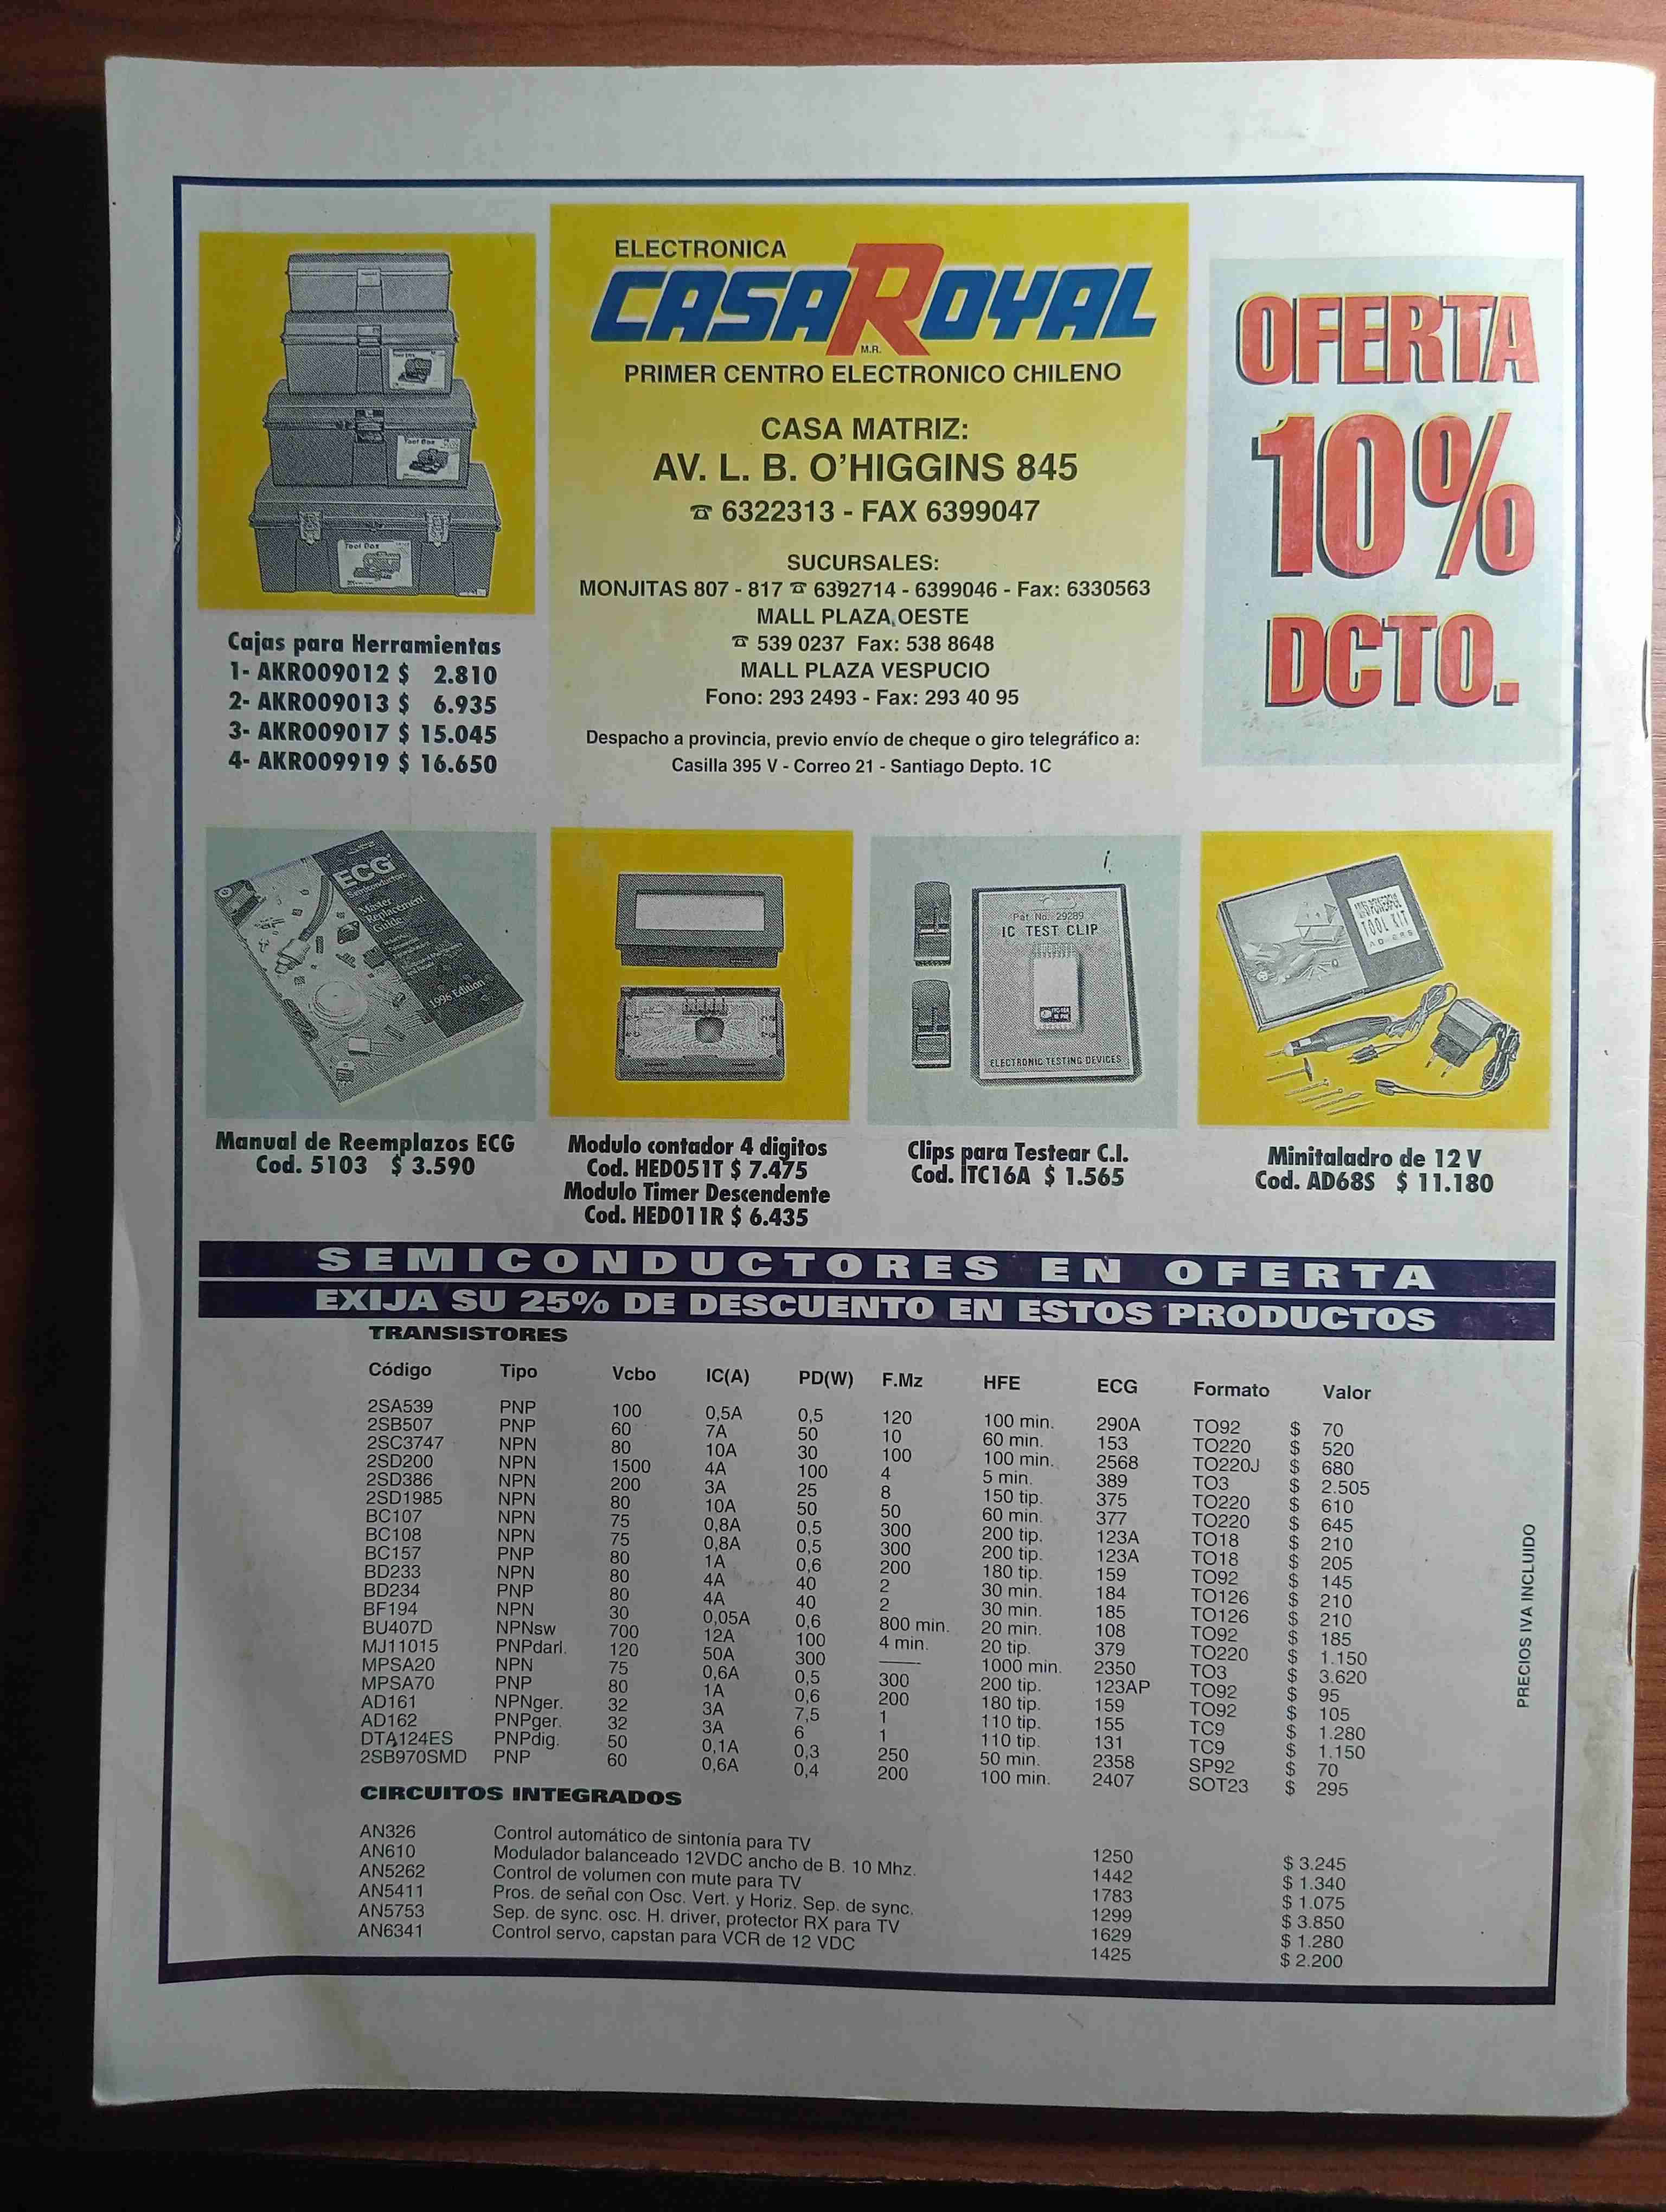 ELECTRONICA
CASAROYAL
M.R.
PRIMER CENTRO ELECTRONICO CHILENO
CASA MATRIZ:
AV. L. B. O'HIGGINS 845
☎ 6322313 - FAX 6399047
SUCURSALES:
MONJITAS 807 - 817 ☎ 6392714 - 6399046 - Fax: 6330563
MALL PLAZA OESTE
☎ 539 0237 Fax: 538 8648
MALL PLAZA VESPUCIO
Fono: 293 2493 - Fax: 293 40 95
Despacho a provincia, previo envío de cheque o giro telegráfico a:
Casilla 395 V - Correo 21 - Santiago Depto. 1C
OFERTA
10%
DCTO.
Tool Box
Tool Box
Tool Box
Cajas para Herramientas
1- AKRO09012 $ 2.810
2- AKRO09013 $ 6.935
3- AKRO09017 $ 15.045
4- AKRO09919 $ 16.650
ECG
Semiconductors
Master
Replacement
Guide
1996 Edition
Manual de Reemplazos ECG
Cod. 5103 $ 3.590
Modulo contador 4 digitos
Cod. HED051T $ 7.475
Modulo Timer Descendente
Cod. HED011R $ 6.435
Pat. No. 29289
IC TEST CLIP
ELECTRONIC TESTING DEVICES
Clips para Testear C.I.
Cod. ITC16A $ 1.565
TOOL KIT
Minitaladro de 12 V
Cod. AD68S $ 11.180
SEMICONDUCTORES EN OFERTA
EXIJA SU 25% DE DESCUENTO EN ESTOS PRODUCTOS
TRANSISTORES
Código Tipo Vcbo IC(A) PD(W) F.Mz HFE ECG Formato Valor
2SA539 PNP 100 0,5A 0,5 120 100 min. 290A TO92 $ 70
2SB507 PNP 60 7A 50 10 60 min. 153 TO220 $ 520
2SC3747 NPN 80 10A 30 100 100 min. 2568 TO220J $ 680
2SD200 NPN 1500 4A 100 4 5 min. 389 TO3 $ 2.505
2SD386 NPN 200 3A 25 8 150 tip. 375 TO220 $ 610
2SD1985 NPN 80 10A 50 50 60 min. 377 TO220 $ 645
BC107 NPN 75 0,8A 0,5 300 200 tip. 123A TO18 $ 210
BC108 NPN 75 0,8A 0,5 300 200 tip. 123A TO18 $ 205
BC157 PNP 80 1A 0,6 200 180 tip. 159 TO92 $ 145
BD233 NPN 80 4A 40 2 30 min. 184 TO126 $ 210
BD234 PNP 80 4A 40 2 30 min. 185 TO126 $ 210
BF194 NPN 30 0,05A 0,6 800 min. 20 min. 108 TO92 $ 185
BU407D NPNsw 700 12A 100 4 min. 20 tip. 379 TO220 $ 1.150
MJ11015 PNPdarl. 120 50A 300 —— 1000 min. 2350 TO3 $ 3.620
MPSA20 NPN 75 0,6A 0,5 300 200 tip. 123AP TO92 $ 95
MPSA70 PNP 80 1A 0,6 200 180 tip. 159 TO92 $ 105
AD161 NPNger. 32 3A 7,5 1 110 tip. 155 TC9 $ 1.280
AD162 PNPger. 32 3A 6 1 110 tip. 131 TC9 $ 1.150
DTA124ES PNPdig. 50 0,1A 0,3 250 50 min. 2358 SP92 $ 70
2SB970SMD PNP 60 0,6A 0,4 200 100 min. 2407 SOT23 $ 295
CIRCUITOS INTEGRADOS
AN326 Control automático de sintonía para TV 1250 $ 3.245
AN610 Modulador balanceado 12VDC ancho de B. 10 Mhz. 1442 $ 1.340
AN5262 Control de volumen con mute para TV 1783 $ 1.075
AN5411 Pros. de señal con Osc. Vert. y Horiz. Sep. de sync. 1299 $ 3.850
AN5753 Sep. de sync. osc. H. driver, protector RX para TV 1629 $ 1.280
AN6341 Control servo, capstan para VCR de 12 VDC 1425 $ 2.200
PRECIOS IVA INCLUIDO